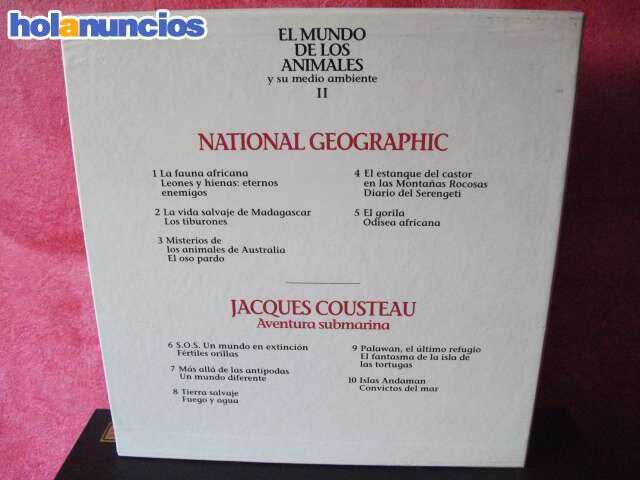 holanuncios
EL MUNDO
DE LOS
ANIMALES
y su medio ambiente
II
NATIONAL GEOGRAPHIC
1 La fauna africana
Leones y hienas: eternos
enemigos
2 La vida salvaje de Madagascar
Los tiburones
3 Misterios de
los animales de Australia
El oso pardo
4 El estanque del castor
en las Montañas Rocosas
Diario del Serengeti
5 El gorila
Odisea africana
JACQUES COUSTEAU
Aventura submarina
6 S.O.S. Un mundo en extinción
Fértiles orillas
7 Más allá de las antípodas
Un mundo diferente
8 Tierra salvaje
Fuego y agua
9 Palawan, el último refugio
El fantasma de la isla de
las tortugas
10 Islas Andaman
Convictos del mar